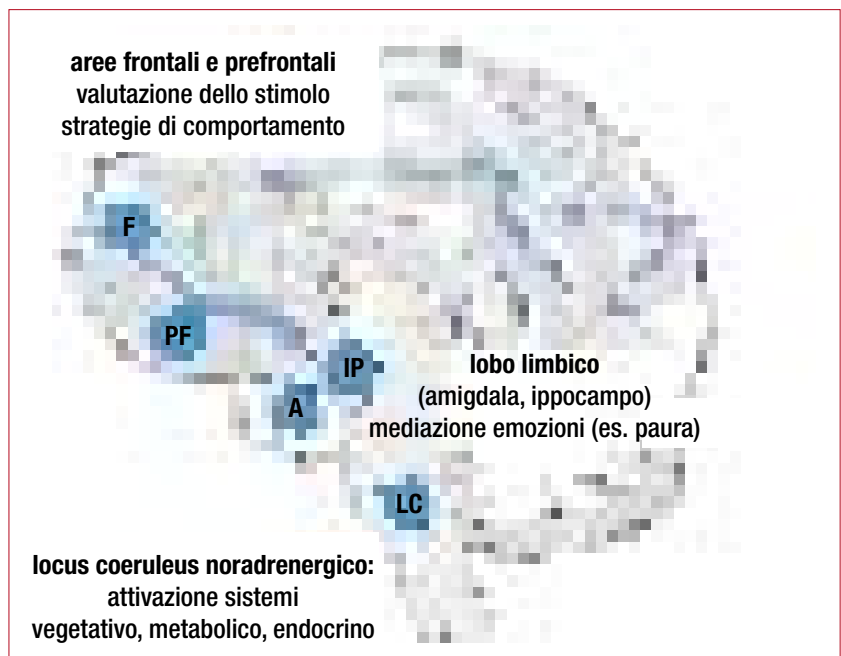 aree frontali e prefrontali
valutazione dello stimolo
strategie di comportamento
F
PF
IP
A
lobo limbico
(amigdala, ippocampo)
mediazione emozioni (es. paura)
LC
locus coeruleus noradrenergico:
attivazione sistemi
vegetativo, metabolico, endocrino